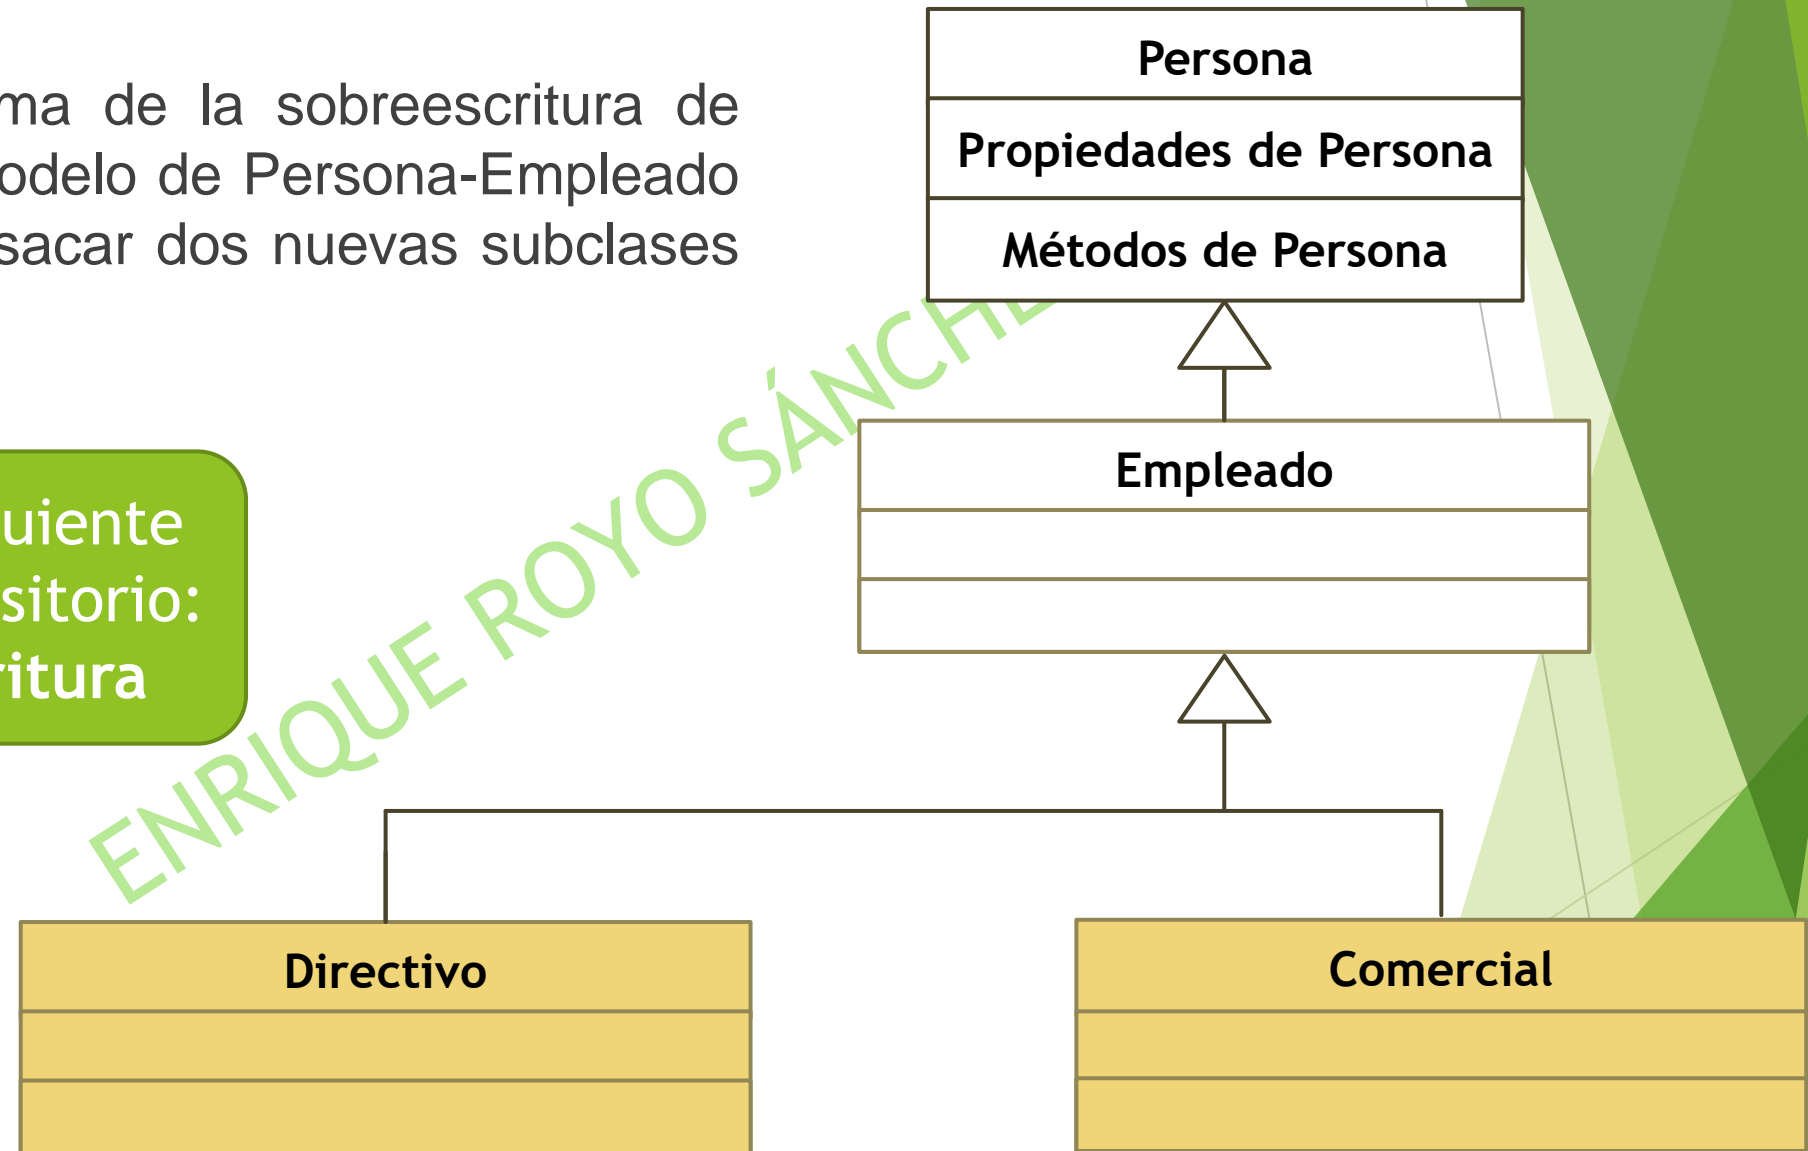 ma de la sobreescritura de
odelo de Persona-Empleado
sacar dos nuevas subclases
uiente
sitorio:
ritura
Persona
Propiedades de Persona
Métodos de Persona
Empleado
Directivo
Comercial
ENRIQUE ROYO SÁNCHE